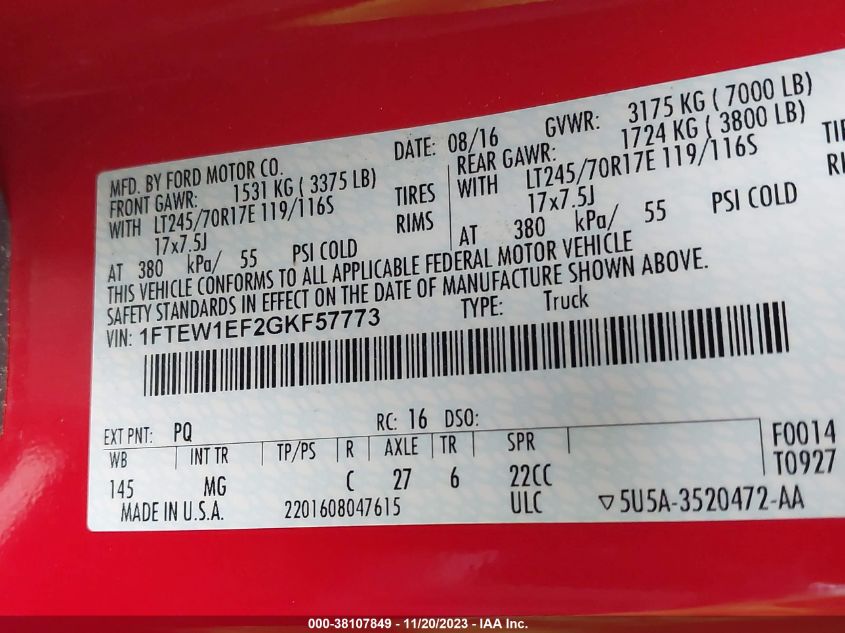 MFD. BY FORD MOTOR CO.
DATE: 08/16 GVWR: 3175 KG ( 7000 LB)
FRONT GAWR: 1531 KG ( 3375 LB)
REAR GAWR: 1724 KG ( 3800 LB)
WITH LT245/70R17E 119/116S TIRES
WITH LT245/70R17E 119/116S
17x7.5J RIMS
17x7.5J
AT 380 kPa/ 55 PSI COLD
AT 380 kPa/ 55 PSI COLD
THIS VEHICLE CONFORMS TO ALL APPLICABLE FEDERAL MOTOR VEHICLE
SAFETY STANDARDS IN EFFECT ON THE DATE OF MANUFACTURE SHOWN ABOVE.
VIN: 1FTEW1EF2GKF57773 TYPE: Truck
EXT PNT: PQ RC: 16 DSO:
WB INT TR TP/PS R AXLE TR SPR F0014
T0927
145 MG C 27 6 22CC
MADE IN U.S.A. 2201608047615 ULC ▽5U5A-3520472-AA
000-38107849 - 11/20/2023 - IAA Inc.